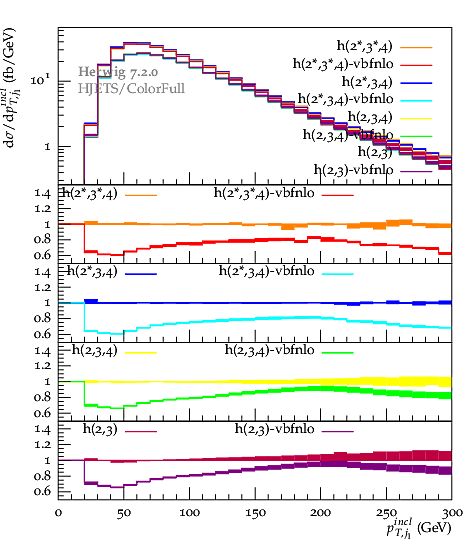 dσ/dp^{incl}_{T,j_1} (fb/GeV)
10^1
1
Herwig 7.2.0
HJETS/ColorFull
h(2*,3*,4)
h(2*,3*,4)-vbfnlo
h(2*,3,4)
h(2*,3,4)-vbfnlo
h(2,3,4)
h(2,3,4)-vbfnlo
h(2,3)
h(2,3)-vbfnlo
h(2*,3*,4) h(2*,3*,4)-vbfnlo
1.4
1.2
1
0.8
0.6
h(2*,3,4) h(2*,3,4)-vbfnlo
1.4
1.2
1
0.8
0.6
h(2,3,4) h(2,3,4)-vbfnlo
1.4
1.2
1
0.8
0.6
h(2,3) h(2,3)-vbfnlo
1.4
1.2
1
0.8
0.6
0 50 100 150 200 250 300
p^{incl}_{T,j_1} (GeV)